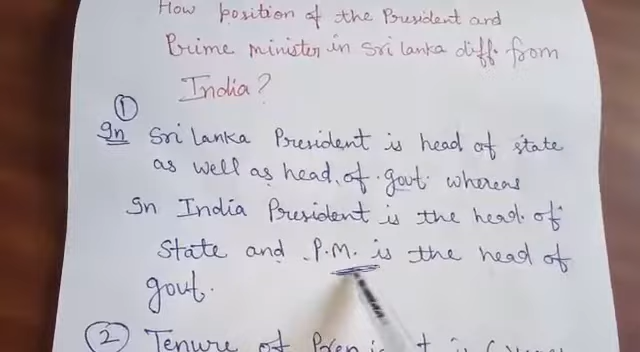 How position of the President and
Prime minister in Sri lanka diff. from
India?
①
In Sri lanka President is head of state
as well as head of govt. whereas
In India President is the head of
State and P.M. is the head of
govt.
② Tenure of